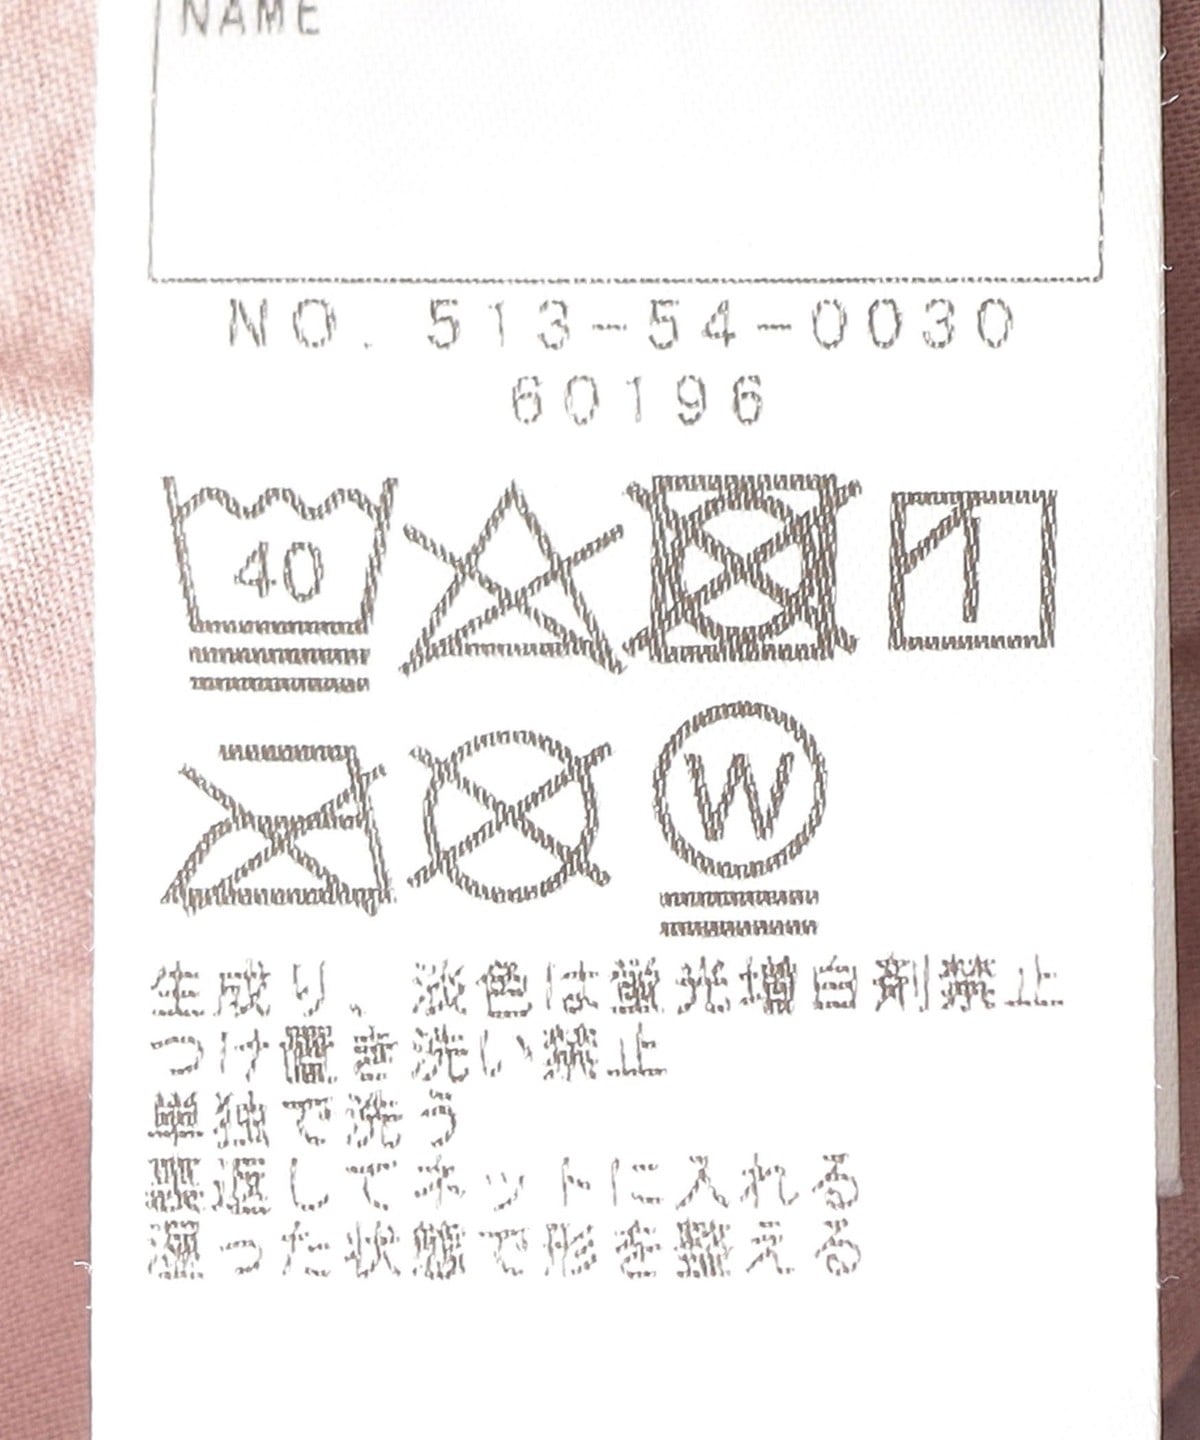 NAME
NO. 513-54-0030
60196
40
W
生成り、淡色は蛍光増白剤禁止
つけ置き洗い禁止
単独で洗う
裏返してネットに入れる
湿った状態で形を整える